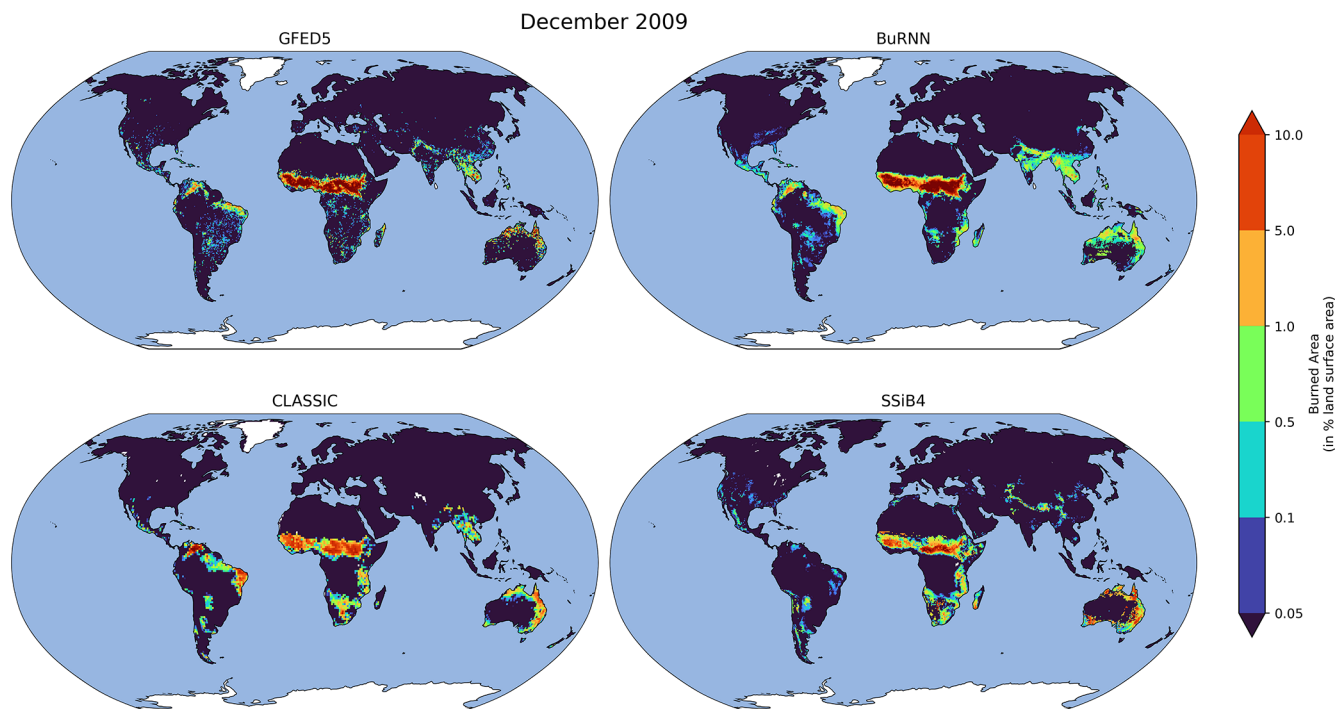 December 2009
GFED5
BuRNN
CLASSIC
SSiB4
10.0
5.0
1.0
0.5
0.1
0.05
Burned Area
(in % land surface area)